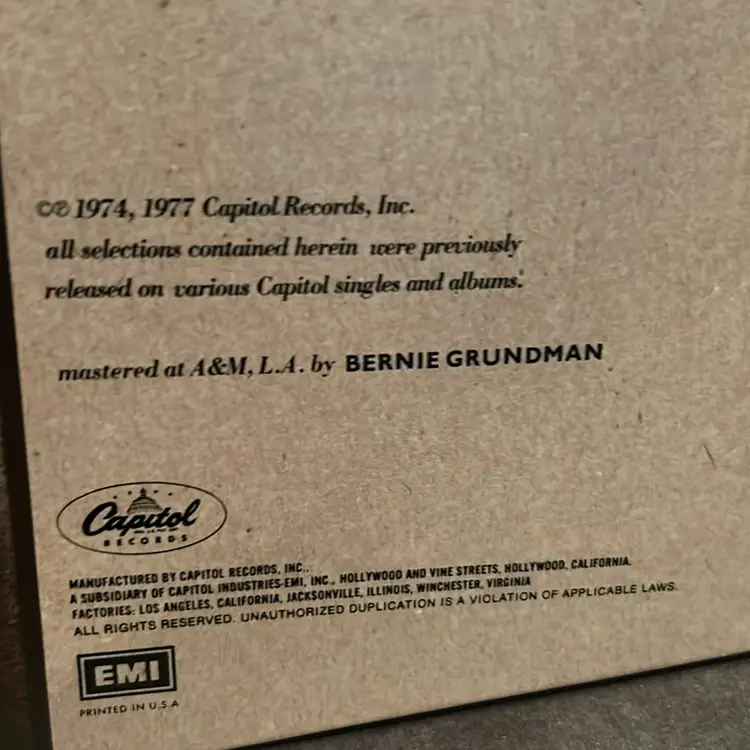 ©℗ 1974, 1977 Capitol Records, Inc.
all selections contained herein were previously
released on various Capitol singles and albums.
mastered at A&M, L.A. by BERNIE GRUNDMAN
Capitol
RECORDS
MANUFACTURED BY CAPITOL RECORDS, INC.,
A SUBSIDIARY OF CAPITOL INDUSTRIES-EMI, INC., HOLLYWOOD AND VINE STREETS, HOLLYWOOD, CALIFORNIA.
FACTORIES: LOS ANGELES, CALIFORNIA, JACKSONVILLE, ILLINOIS, WINCHESTER, VIRGINIA
ALL RIGHTS RESERVED. UNAUTHORIZED DUPLICATION IS A VIOLATION OF APPLICABLE LAWS.
EMI
PRINTED IN U.S.A